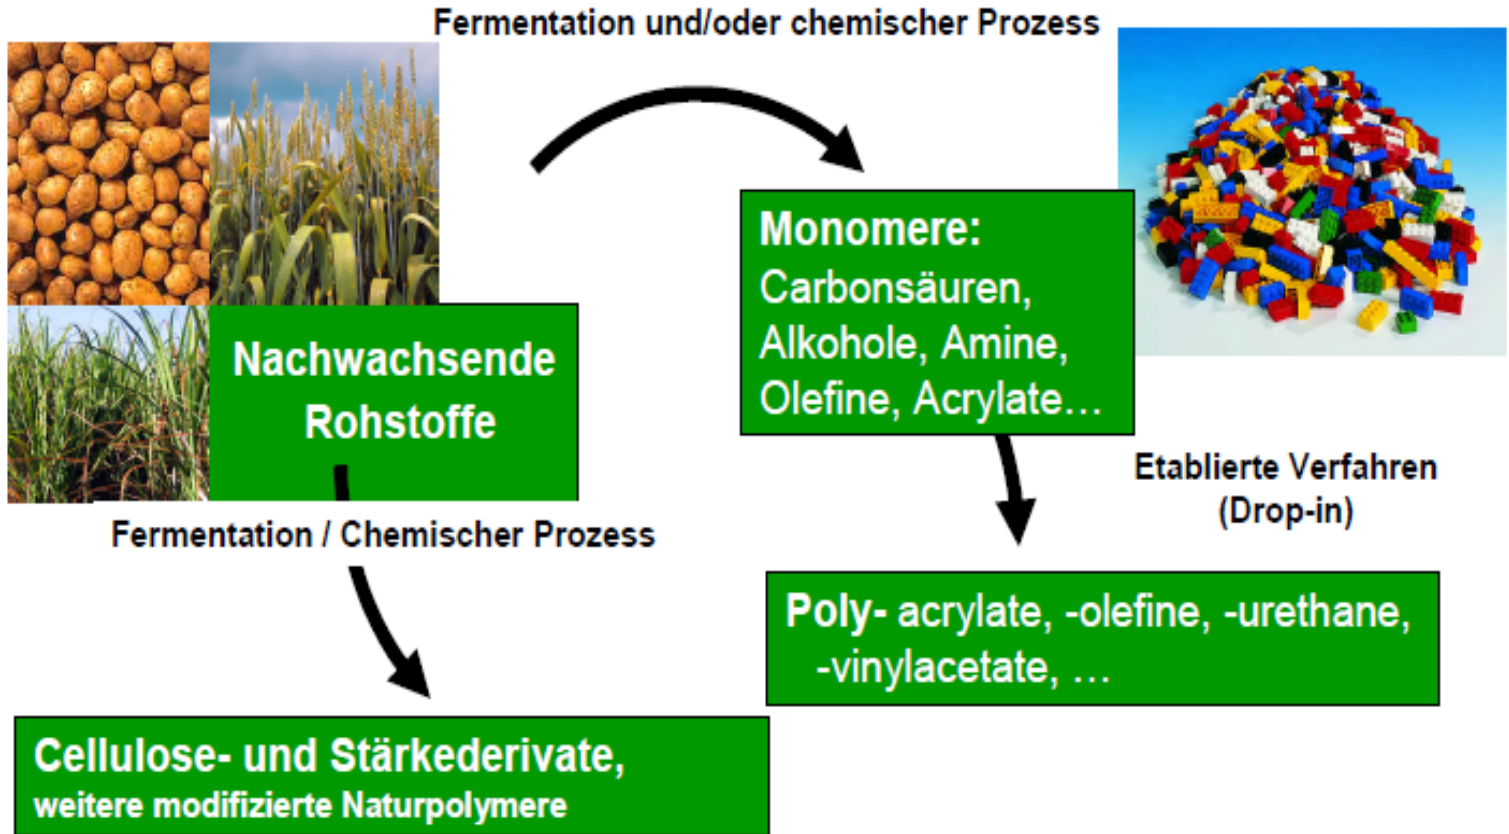 Fermentation und/oder chemischer Prozess
Monomere:
Carbonsäuren,
Alkohole, Amine,
Olefine, Acrylate...
Nachwachsende
Rohstoffe
Etablierte Verfahren
(Drop-in)
Fermentation / Chemischer Prozess
Poly- acrylate, -olefine, -urethane,
-vinylacetate, ...
Cellulose- und Stärkederivate,
weitere modifizierte Naturpolymere